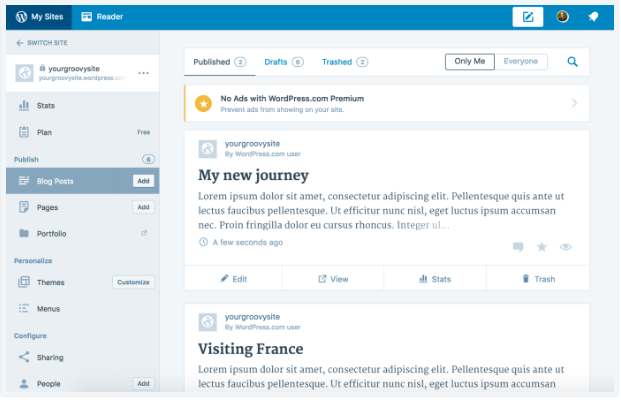 My Sites
Reader
SWITCH SITE
yourgroovysite
yourgroovysite.wordpress.com
Stats
Plan Free
Publish 6
Blog Posts Add
Pages Add
Portfolio
Personalize
Themes Customize
Menus
Configure
Sharing
People Add
Published 2 Drafts 6 Trashed 2 Only Me Everyone
No Ads with WordPress.com Premium
Prevent ads from showing on your site.
yourgroovysite
By WordPress.com user
My new journey
Lorem ipsum dolor sit amet, consectetur adipiscing elit. Pellentesque quis ante ut
lectus faucibus pellentesque. Ut efficitur nunc nisl, eget luctus ipsum accumsan
nec. Proin fringilla dolor eu cursus rhoncus. Integer ul...
A few seconds ago
Edit View Stats Trash
yourgroovysite
By WordPress.com user
Visiting France
Lorem ipsum dolor sit amet, consectetur adipiscing elit. Pellentesque quis ante ut
lectus faucibus pellentesque. Ut efficitur nunc nisl, eget luctus ipsum accumsan